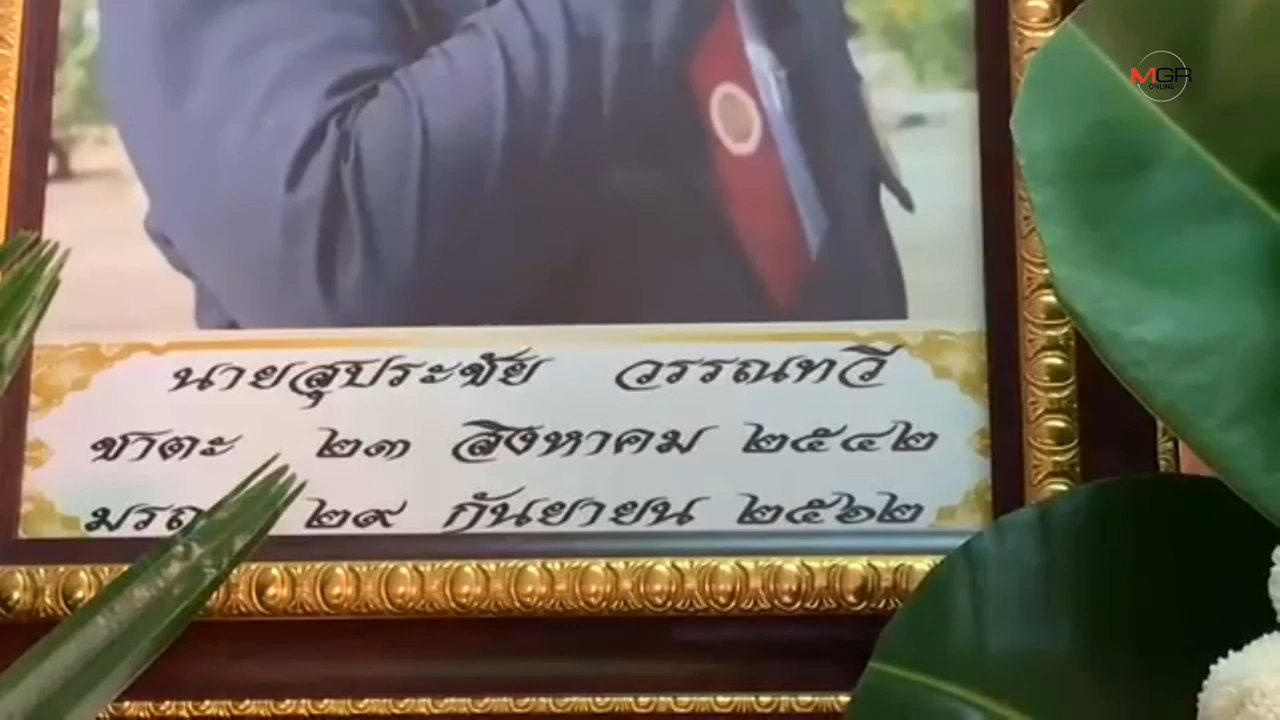 MGR
ONLINE
นายสุประชัย วรรณทวี
ชาตะ ๒๓ สิงหาคม ๒๕๔๒
๒๙ กันยายน ๒๕๖๒